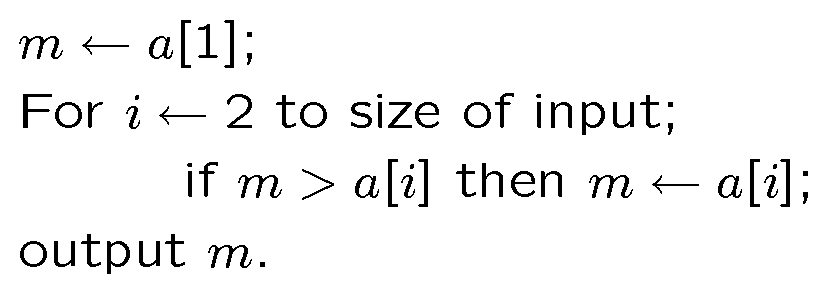 m ← a[1];
For i ← 2 to size of input;
if m > a[i] then m ← a[i];
output m.